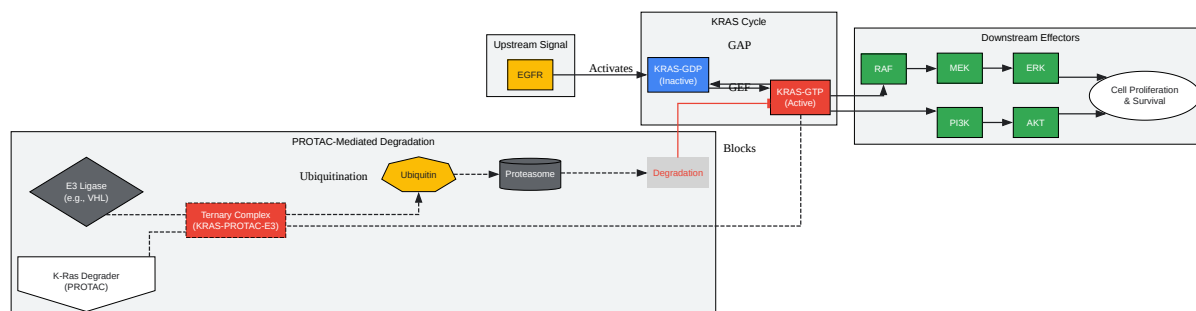 KRAS Cycle
GAP
Upstream Signal
EGFR
Activates
KRAS-GDP
(Inactive)
GEF
KRAS-GTP
(Active)
Downstream Effectors
RAF
MEK
ERK
PI3K
AKT
Cell Proliferation
& Survival
PROTAC-Mediated Degradation
Blocks
E3 Ligase
(e.g., VHL)
Ubiquitination
Ubiquitin
Proteasome
Degradation
Ternary Complex
(KRAS-PROTAC-E3)
K-Ras Degrader
(PROTAC)